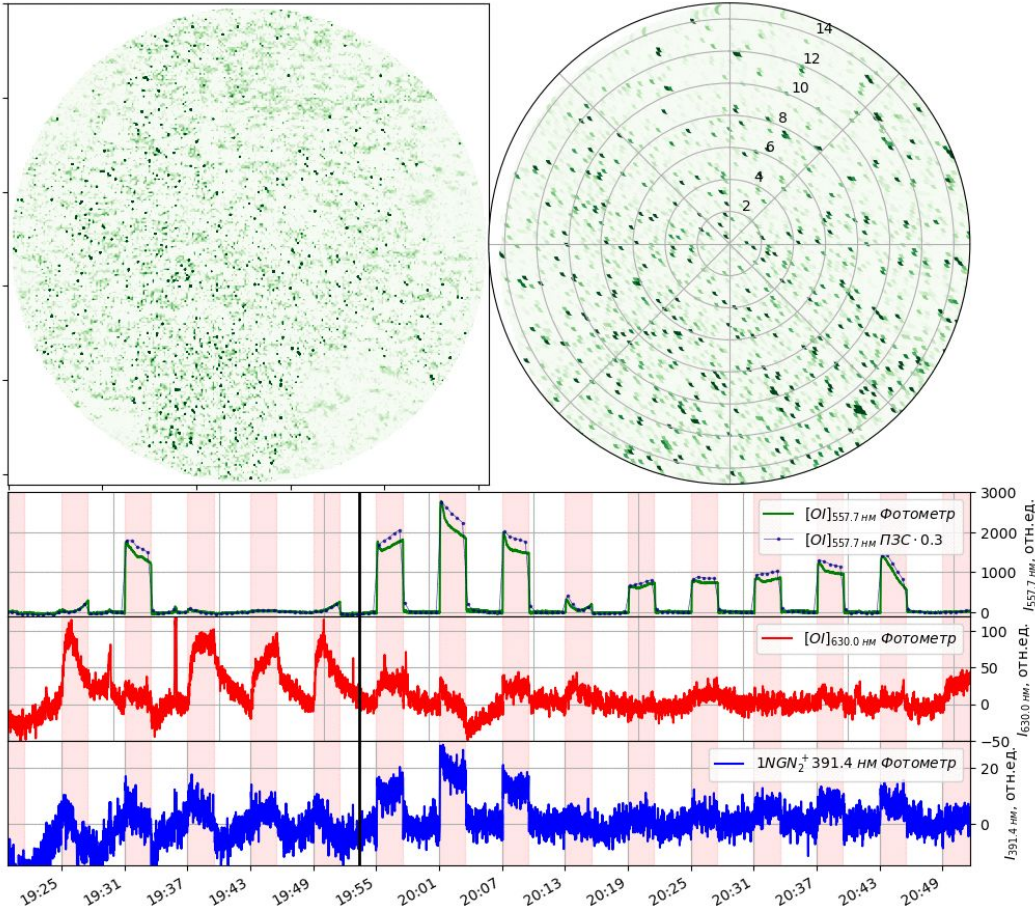 14
12
10
8
6
4
2
3000
2000
1000
0
[OI]557.7 нм Фотометр
[OI]557.7 нм ПЗС · 0.3
I557.7 нм, отн.ед.
100
50
0
−50
[OI]630.0 нм Фотометр
I630.0 нм, отн.ед.
20
0
1NGN2+391.4 нм Фотометр
I391.4 нм, отн.ед.
19:25 19:31 19:37 19:43 19:49 19:55 20:01 20:07 20:13 20:19 20:25 20:31 20:37 20:43 20:49